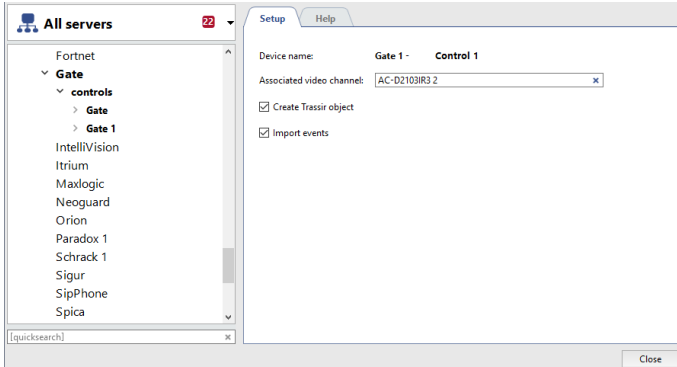 All servers
22
Fortnet
Gate
controls
Gate
Gate 1
IntelliVision
Itrium
Maxlogic
Neoguard
Orion
Paradox 1
Schrack 1
Sigur
SipPhone
Spica
[quicksearch]
Setup Help
Device name: Gate 1 - Control 1
Associated video channel: AC-D2103IR3 2
Create Trassir object
Import events
Close